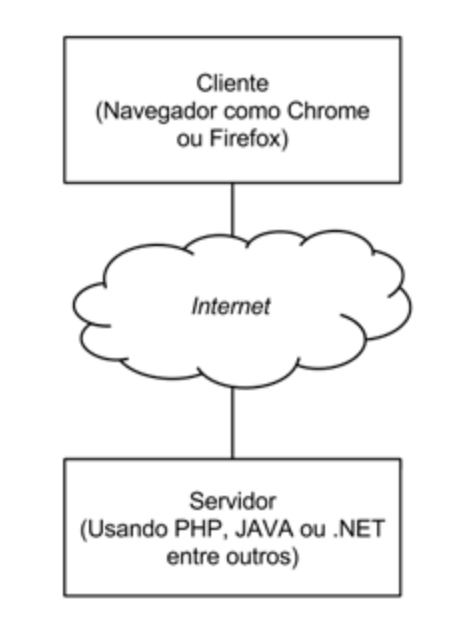 Cliente
(Navegador como Chrome
ou Firefox)
Internet
Servidor
(Usando PHP, JAVA ou .NET
entre outros)